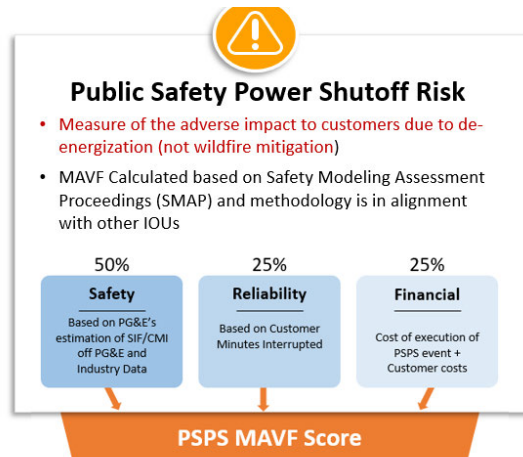 Public Safety Power Shutoff Risk
• Measure of the adverse impact to customers due to de-
energization (not wildfire mitigation)
• MAVF Calculated based on Safety Modeling Assessment
Proceedings (SMAP) and methodology is in alignment
with other IOUs
50%
Safety
Based on PG&E's
estimation of SIF/CMI
off PG&E and
Industry Data
25%
Reliability
Based on Customer
Minutes Interrupted
25%
Financial
Cost of execution of
PSPS event +
Customer costs
PSPS MAVF Score